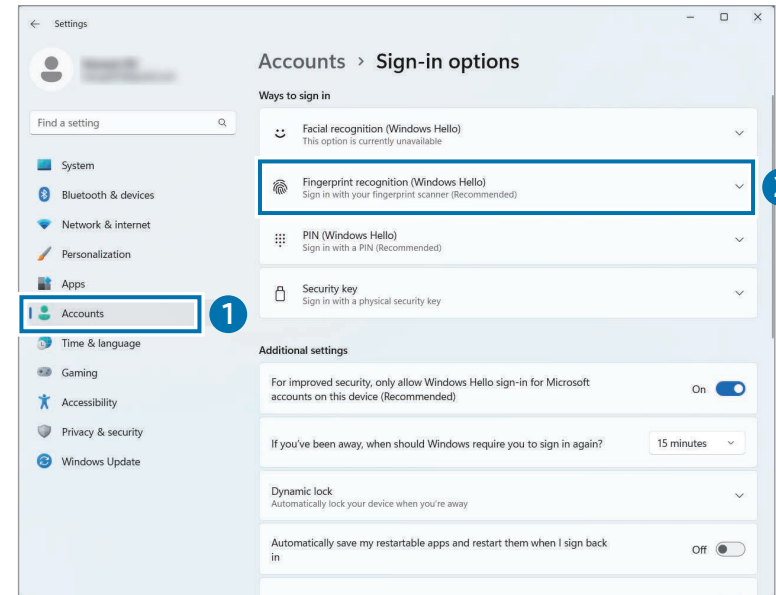 Settings
Accounts > Sign-in options
Ways to sign in
Find a setting
Facial recognition (Windows Hello)
This option is currently unavailable
System
Fingerprint recognition (Windows Hello)
Sign in with your fingerprint scanner (Recommended)
Bluetooth & devices
Network & internet
PIN (Windows Hello)
Sign in with a PIN (Recommended)
Personalization
Apps
Security key
Sign in with a physical security key
Accounts
1
Time & language
Additional settings
Gaming
For improved security, only allow Windows Hello sign-in for Microsoft
accounts on this device (Recommended)
On
Accessibility
Privacy & security
If you've been away, when should Windows require you to sign in again?
15 minutes
Windows Update
Dynamic lock
Automatically lock your device when you're away
Automatically save my restartable apps and restart them when I sign back
in
Off